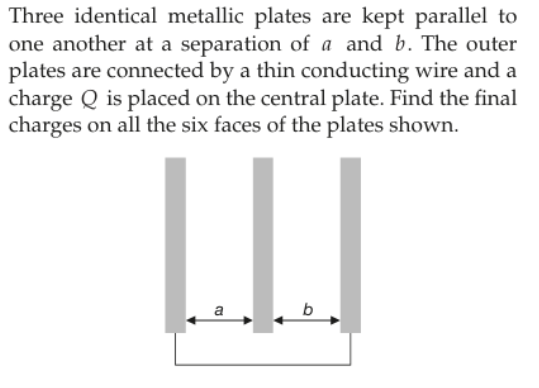 Three identical metallic plates are kept parallel to
one another at a separation of a and b. The outer
plates are connected by a thin conducting wire and a
charge Q is placed on the central plate. Find the final
charges on all the six faces of the plates shown.
a b